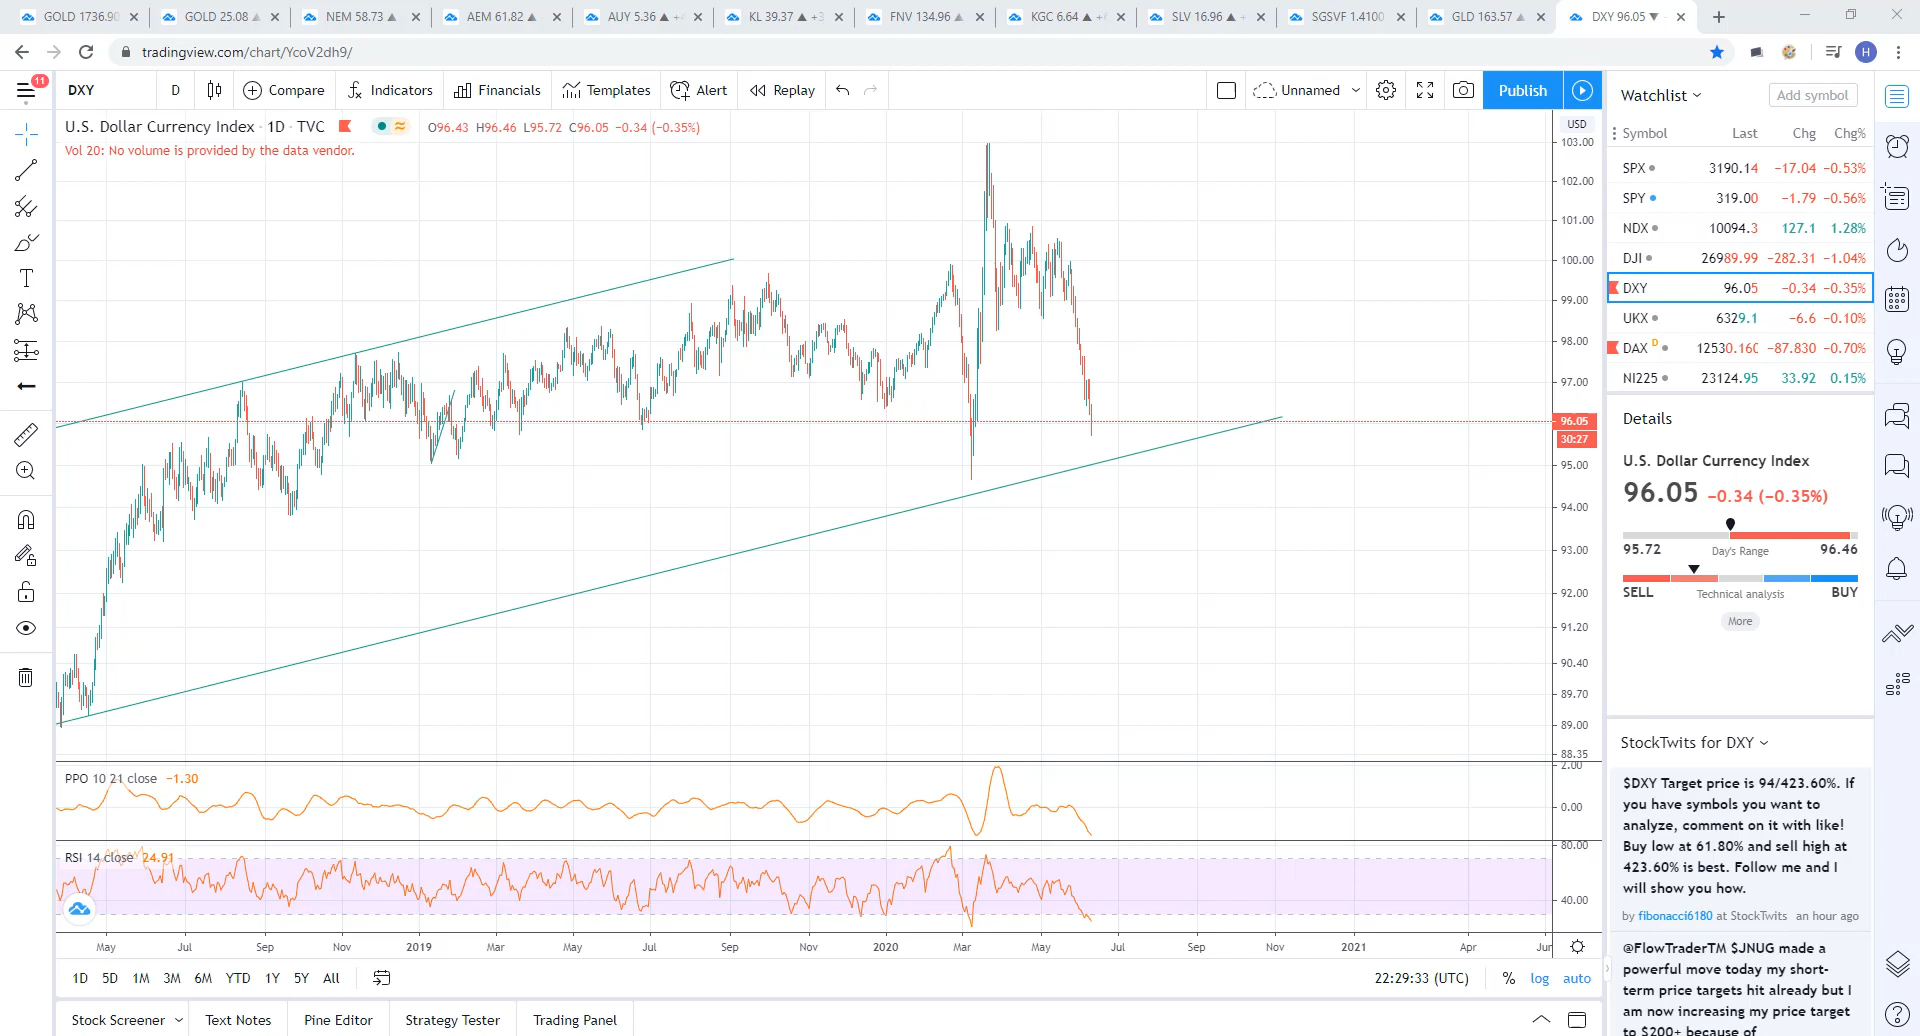 GOLD 1736.90
GOLD 25.08
NEM 58.73 ▲
AEM 61.82
AUY 5.36 ▲
KL 39.37 ▲ +3
FNV 134.96
KGC 6.64 ▲
SLV 16.96 ▲
SGSVF 1.4100
GLD 163.57
DXY 96.05 ▼
tradingview.com/chart/YcoV2dh9/
H
11
DXY D Compare Indicators Financials Templates Alert Replay Unnamed Publish
U.S. Dollar Currency Index · 1D · TVC O96.43 H96.46 L95.72 C96.05 −0.34 (−0.35%)
Vol 20: No volume is provided by the data vendor.
USD
103.00
102.00
101.00
100.00
99.00
98.00
97.00
96.05
30:27
95.00
94.00
93.00
92.00
91.20
90.40
89.70
89.00
88.35
PPO 10 21 close −1.30
2.00
0.00
RSI 14 close 24.91
80.00
40.00
May Jul Sep Nov 2019 Mar May Jul Sep Nov 2020 Mar May Jul Sep Nov 2021 Apr Jun
1D 5D 1M 3M 6M YTD 1Y 5Y All 22:29:33 (UTC) % log auto
Stock Screener Text Notes Pine Editor Strategy Tester Trading Panel
Watchlist Add symbol
Symbol Last Chg Chg%
SPX 3190.14 −17.04 −0.53%
SPY 319.00 −1.79 −0.56%
NDX 10094.3 127.1 1.28%
DJI 26989.99 −282.31 −1.04%
DXY 96.05 −0.34 −0.35%
UKX 6329.1 −6.6 −0.10%
DAX D 12530.160 −87.830 −0.70%
NI225 23124.95 33.92 0.15%
Details
U.S. Dollar Currency Index
96.05 −0.34 (−0.35%)
95.72 Day's Range 96.46
SELL Technical analysis BUY
More
StockTwits for DXY
$DXY Target price is 94/423.60%. If
you have symbols you want to
analyze, comment on it with like!
Buy low at 61.80% and sell high at
423.60% is best. Follow me and I
will show you how.
by fibonacci6180 at StockTwits an hour ago
@FlowTraderTM $JNUG made a
powerful move today my short-
term price targets hit already but I
am now increasing my price target
to $200+ because of